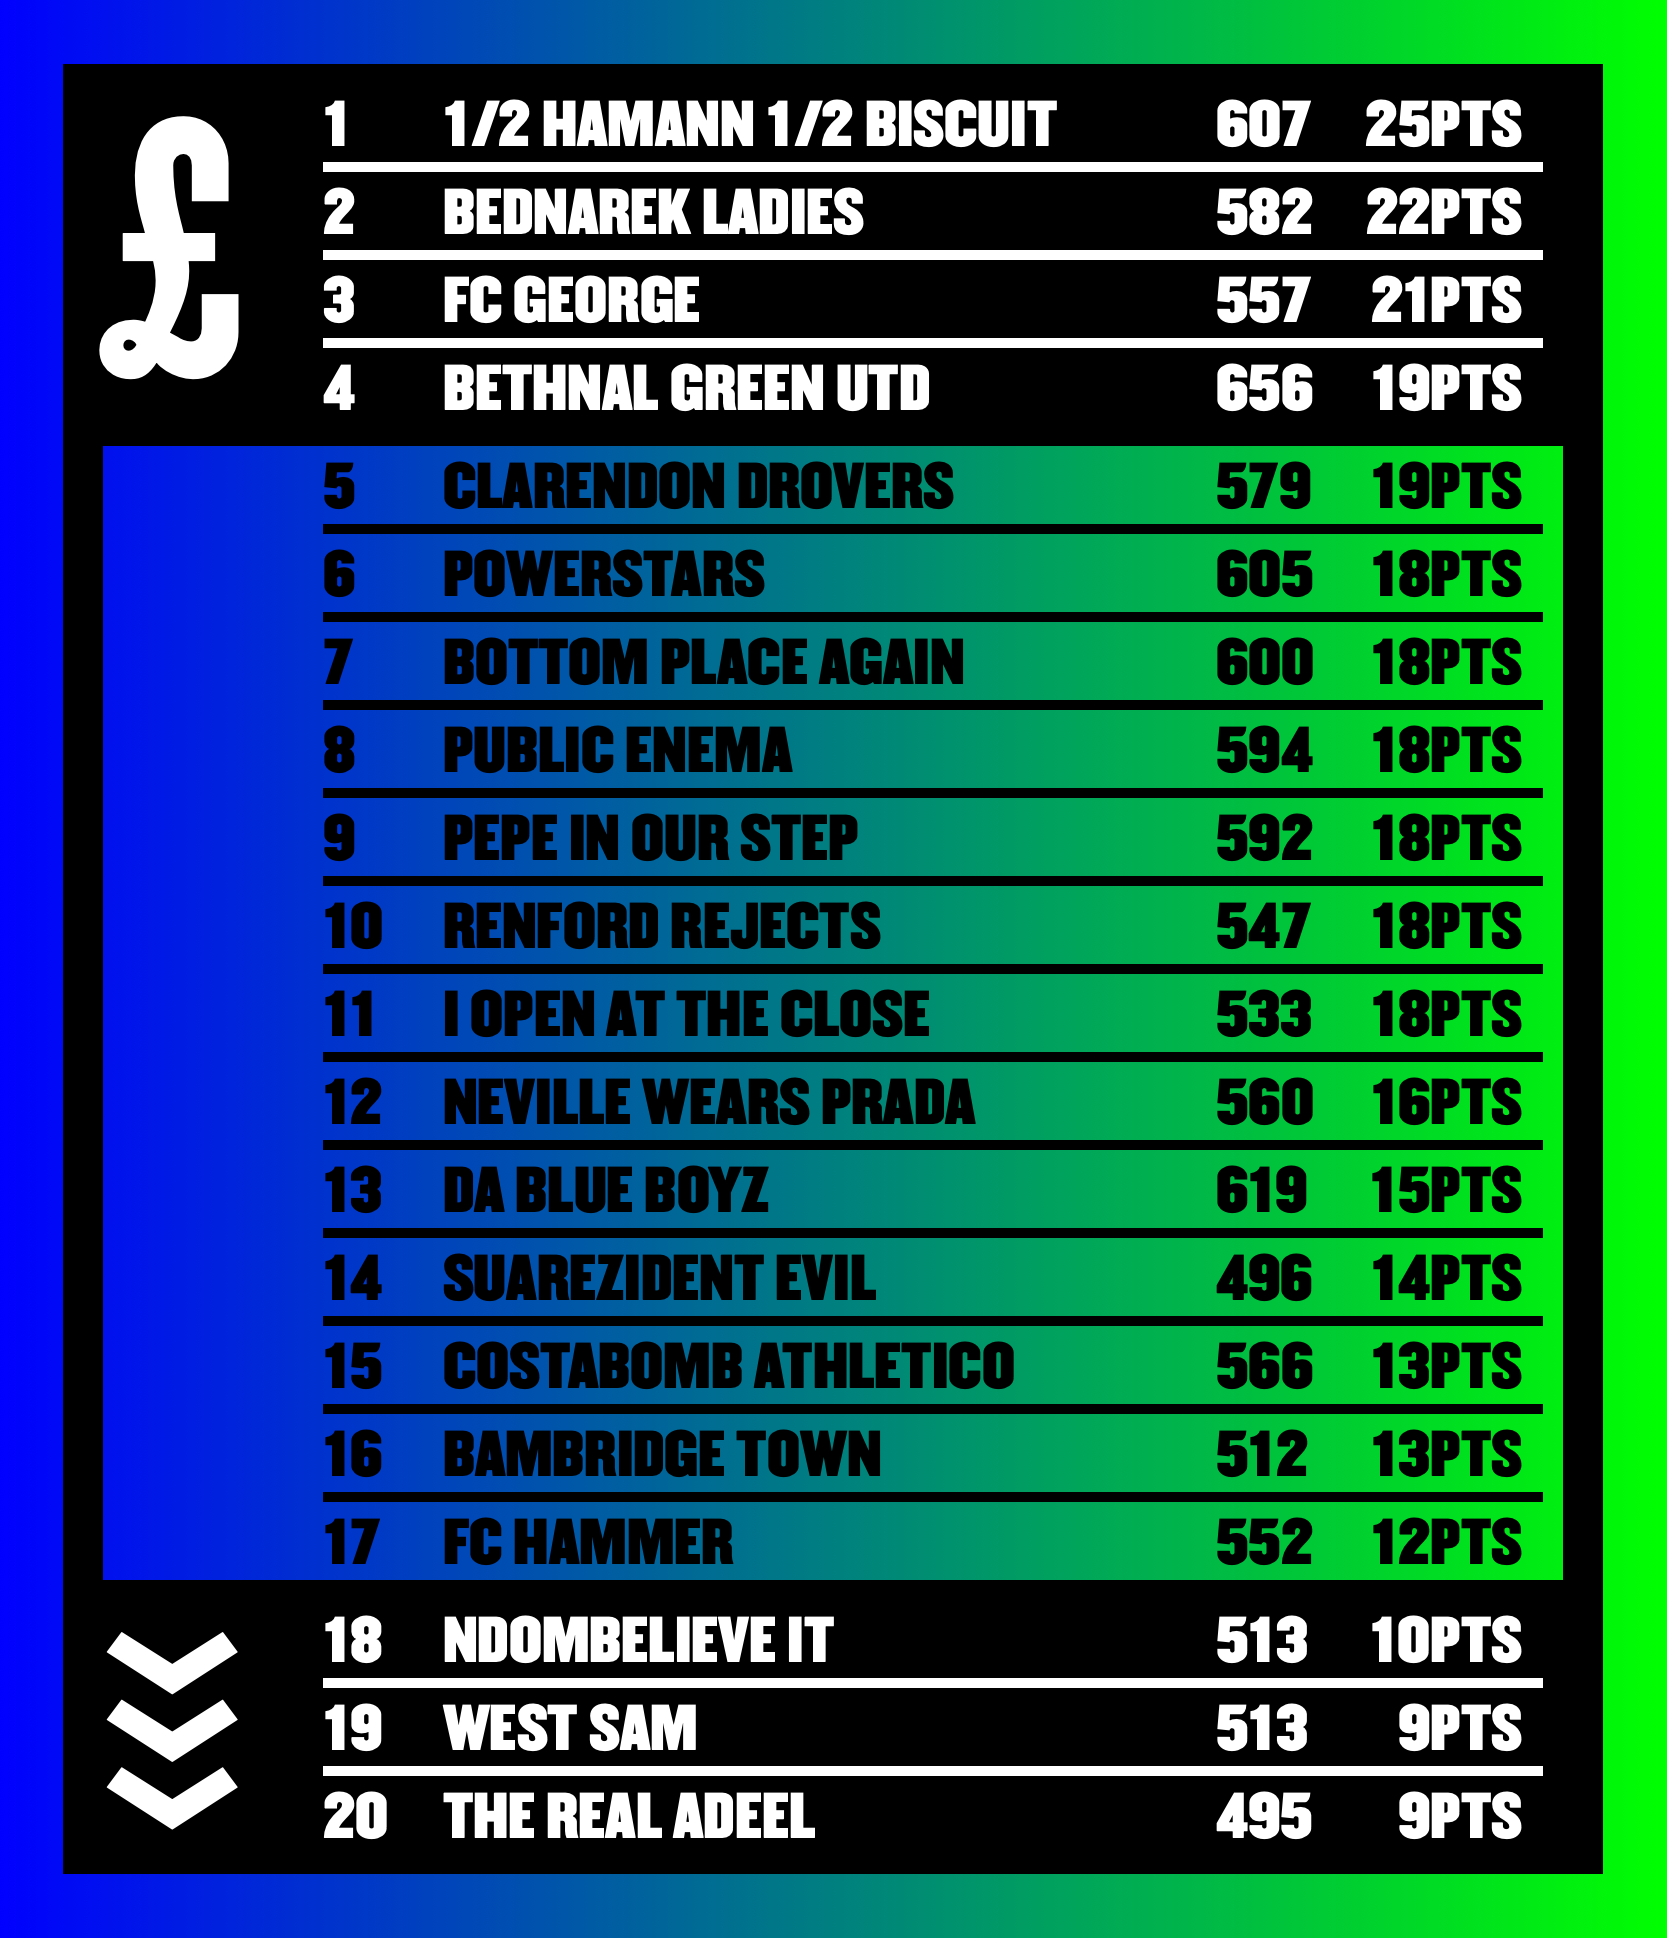 £
1 1/2 HAMANN 1/2 BISCUIT 607 25PTS
2 BEDNAREK LADIES 582 22PTS
3 FC GEORGE 557 21PTS
4 BETHNAL GREEN UTD 656 19PTS
5 CLARENDON DROVERS 579 19PTS
6 POWERSTARS 605 18PTS
7 BOTTOM PLACE AGAIN 600 18PTS
8 PUBLIC ENEMA 594 18PTS
9 PEPE IN OUR STEP 592 18PTS
10 RENFORD REJECTS 547 18PTS
11 I OPEN AT THE CLOSE 533 18PTS
12 NEVILLE WEARS PRADA 560 16PTS
13 DA BLUE BOYZ 619 15PTS
14 SUAREZIDENT EVIL 496 14PTS
15 COSTABOMB ATHLETICO 566 13PTS
16 BAMBRIDGE TOWN 512 13PTS
17 FC HAMMER 552 12PTS
18 NDOMBELIEVE IT 513 10PTS
19 WEST SAM 513 9PTS
20 THE REAL ADEEL 495 9PTS